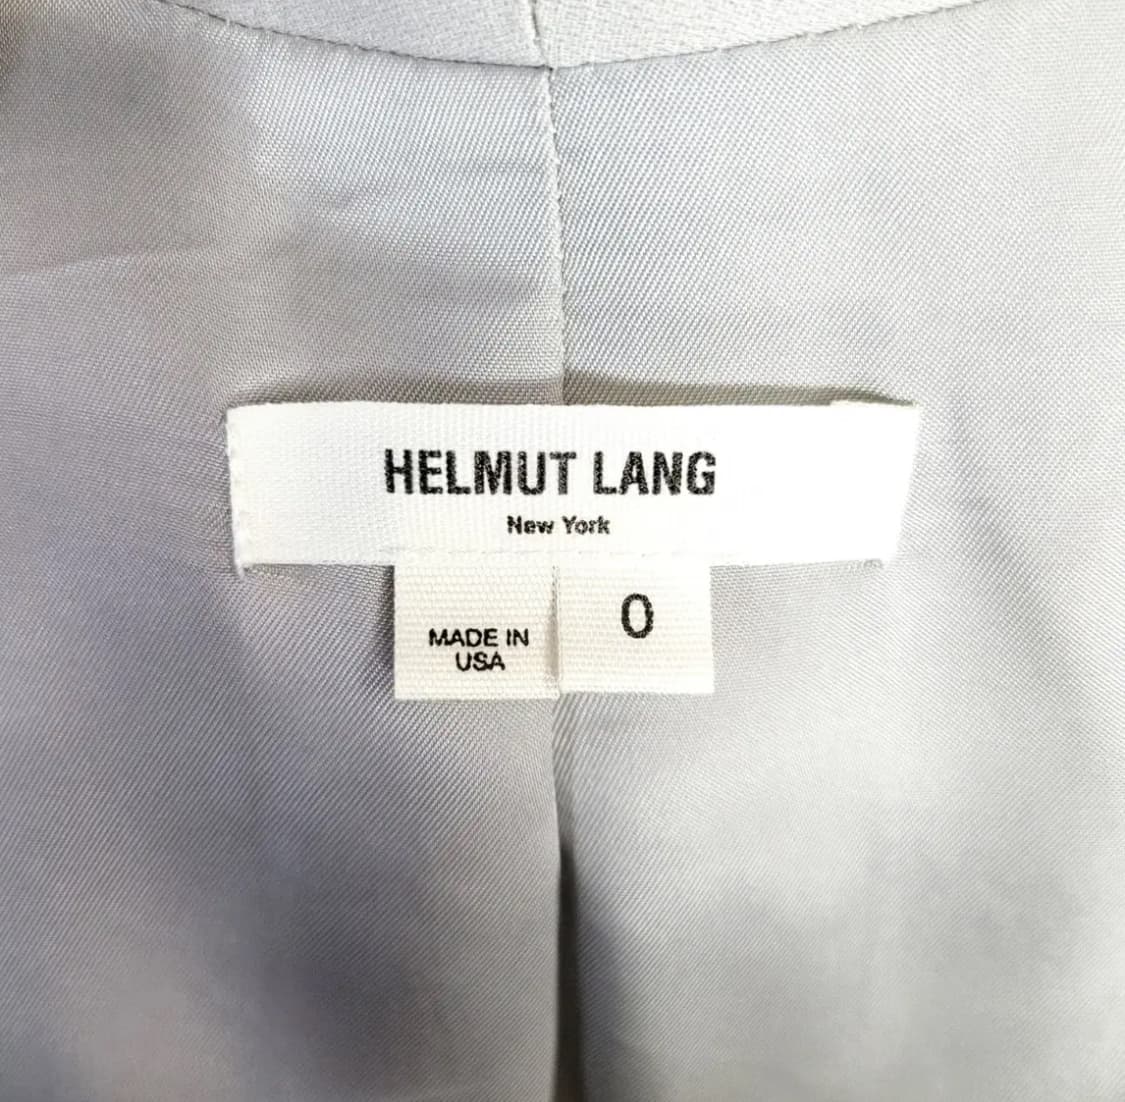 HELMUT LANG
New York
MADE IN
USA
0